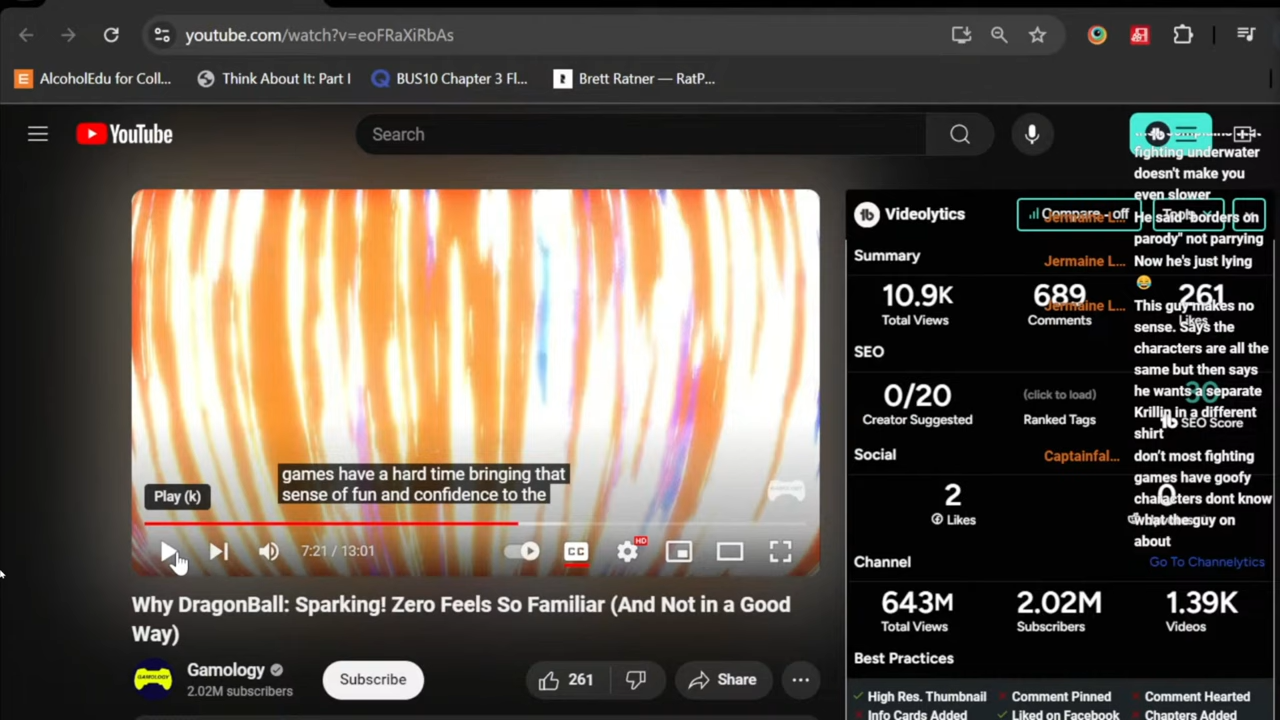 youtube.com/watch?v=eoFRaXiRbAs
AlcoholEdu for Coll...
Think About It: Part I
BUS10 Chapter 3 Fl...
Brett Ratner — RatP...
YouTube
Search
fighting underwater
doesn't make you
even slower
Videolytics
Compare - off
Tools
Jermaine L...
He said "borders on
parody" not parrying
Summary
Jermaine L...
Now he's just lying
😂
10.9K
689
261
Total Views
Comments
Likes
Jermaine L...
This guy makes no
sense. Says the
characters are all the
same but then says
he wants a separate
Krillin in a different
shirt
SEO
0/20
(click to load)
30
Creator Suggested
Ranked Tags
SEO Score
Social
Captainfal...
don't most fighting
games have goofy
characters dont know
what the guy on
about
2
0
Likes
Channel
Go To Channelytics
643M
2.02M
1.39K
Total Views
Subscribers
Videos
Best Practices
High Res. Thumbnail
Comment Pinned
Comment Hearted
Info Cards Added
Liked on Facebook
Chapters Added
games have a hard time bringing that
sense of fun and confidence to the
Play (k)
7:21 / 13:01
CC
HD
Why DragonBall: Sparking! Zero Feels So Familiar (And Not in a Good
Way)
Gamology
2.02M subscribers
Subscribe
261
Share